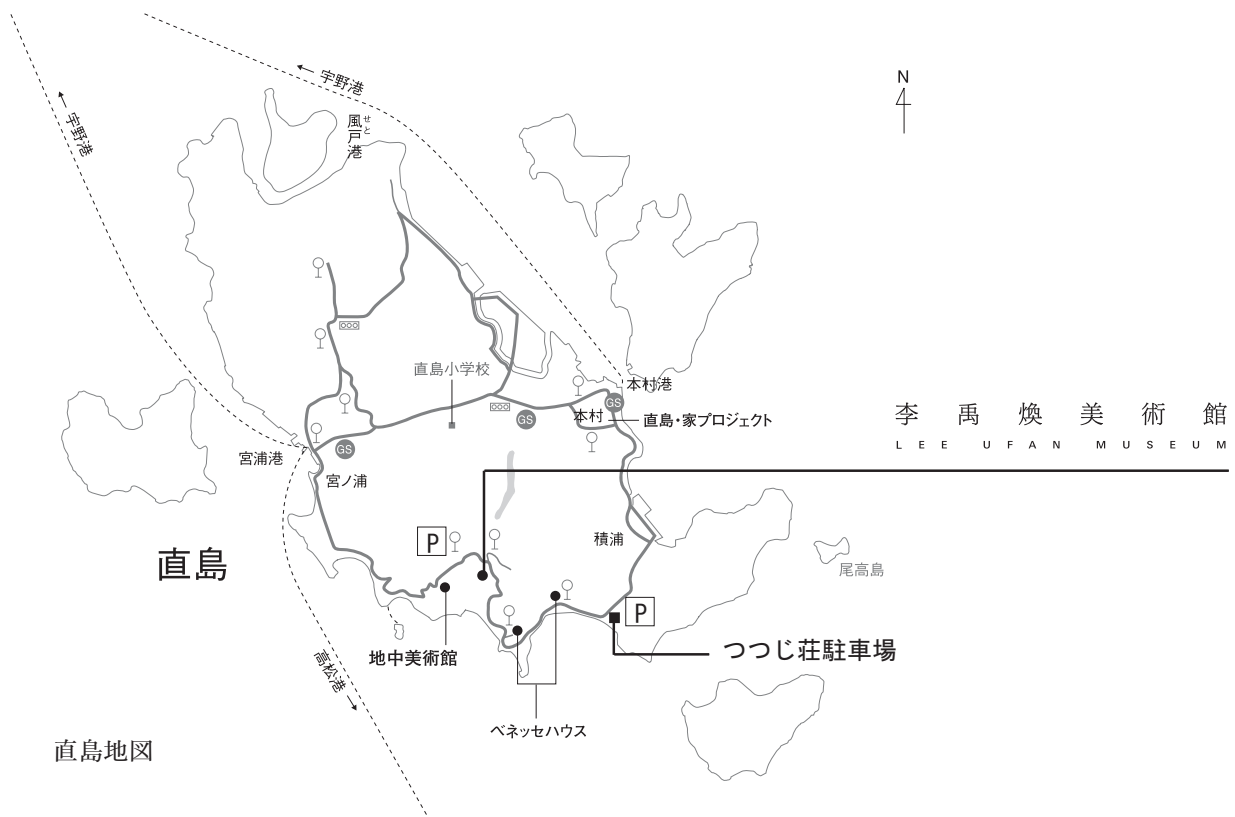 宇野港
宇野港
風戸港
せと
N
直島小学校
本村港
GS
本村
GS
直島・家プロジェクト
李禹煥美術館
LEE UFAN MUSEUM
宮浦港
GS
宮ノ浦
P
積浦
直島
尾高島
P
地中美術館
つつじ荘駐車場
高松港
ベネッセハウス
直島地図